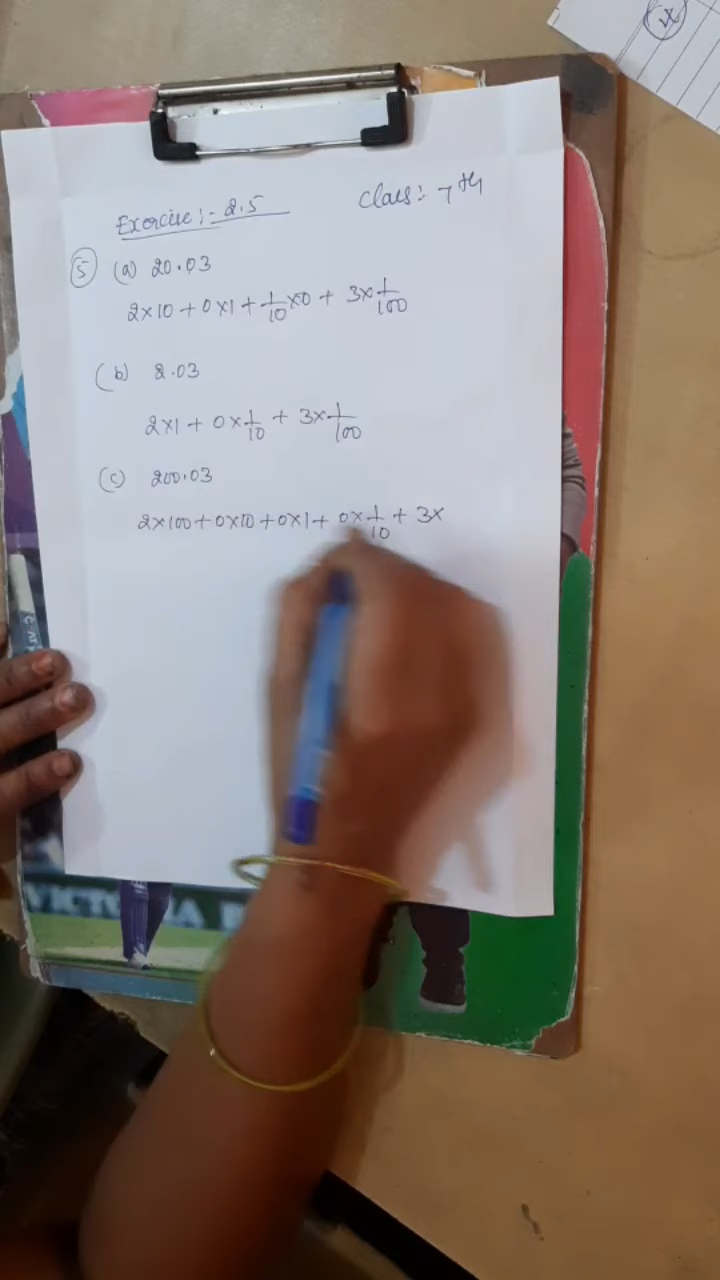 4
Exercise :- 2.5 Class : 7th
5 (a) 20.03
2×10 + 0×1 + 1/10×0 + 3×1/100
(b) 2.03
2×1 + 0×1/10 + 3×1/100
(c) 200.03
2×100+0×10+0×1+ 0×1/10 + 3×